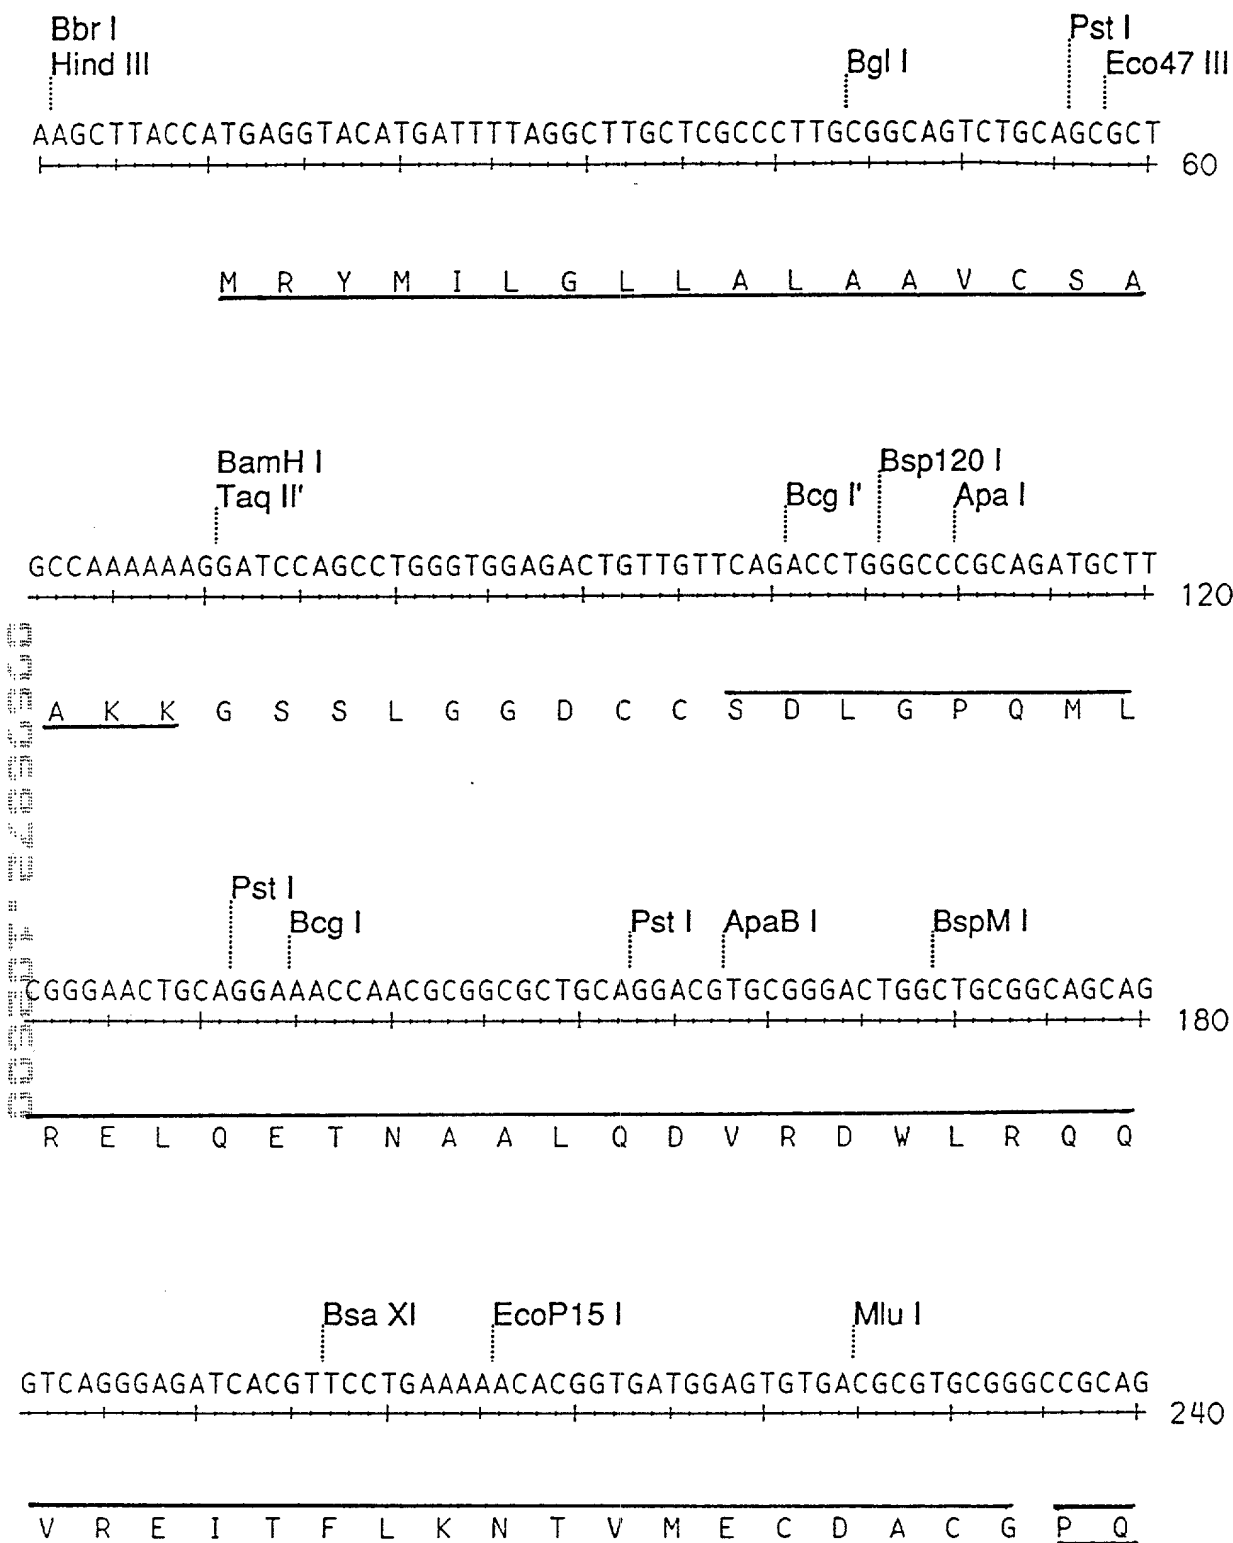 Bbr I Pst I
Hind III Bgl I Eco47 III
AAGCTTACCATGAGGTACATGATTTTAGGCTTGCTCGCCCTTGCGGCAGTCTGCAGCGCT
60
M R Y M I L G L L A L A A V C S A
BamH I Bsp120 I
Taq II' Bcg I' Apa I
GCCAAAAAAGGATCCAGCCTGGGTGGAGACTGTTGTTCAGACCTGGGCCCGCAGATGCTT
120
A K K G S S L G G D C C S D L G P Q M L
Pst I
Bcg I Pst I ApaB I BspM I
CGGGAACTGCAGGAAACCAACGCGGCGCTGCAGGACGTGCGGGACTGGCTGCGGCAGCAG
180
R E L Q E T N A A L Q D V R D W L R Q Q
Bsa XI EcoP15 I Mlu I
GTCAGGGAGATCACGTTCCTGAAAAACACGGTGATGGAGTGTGACGCGTGCGGGCCGCAG
240
V R E I T F L K N T V M E C D A C G P Q